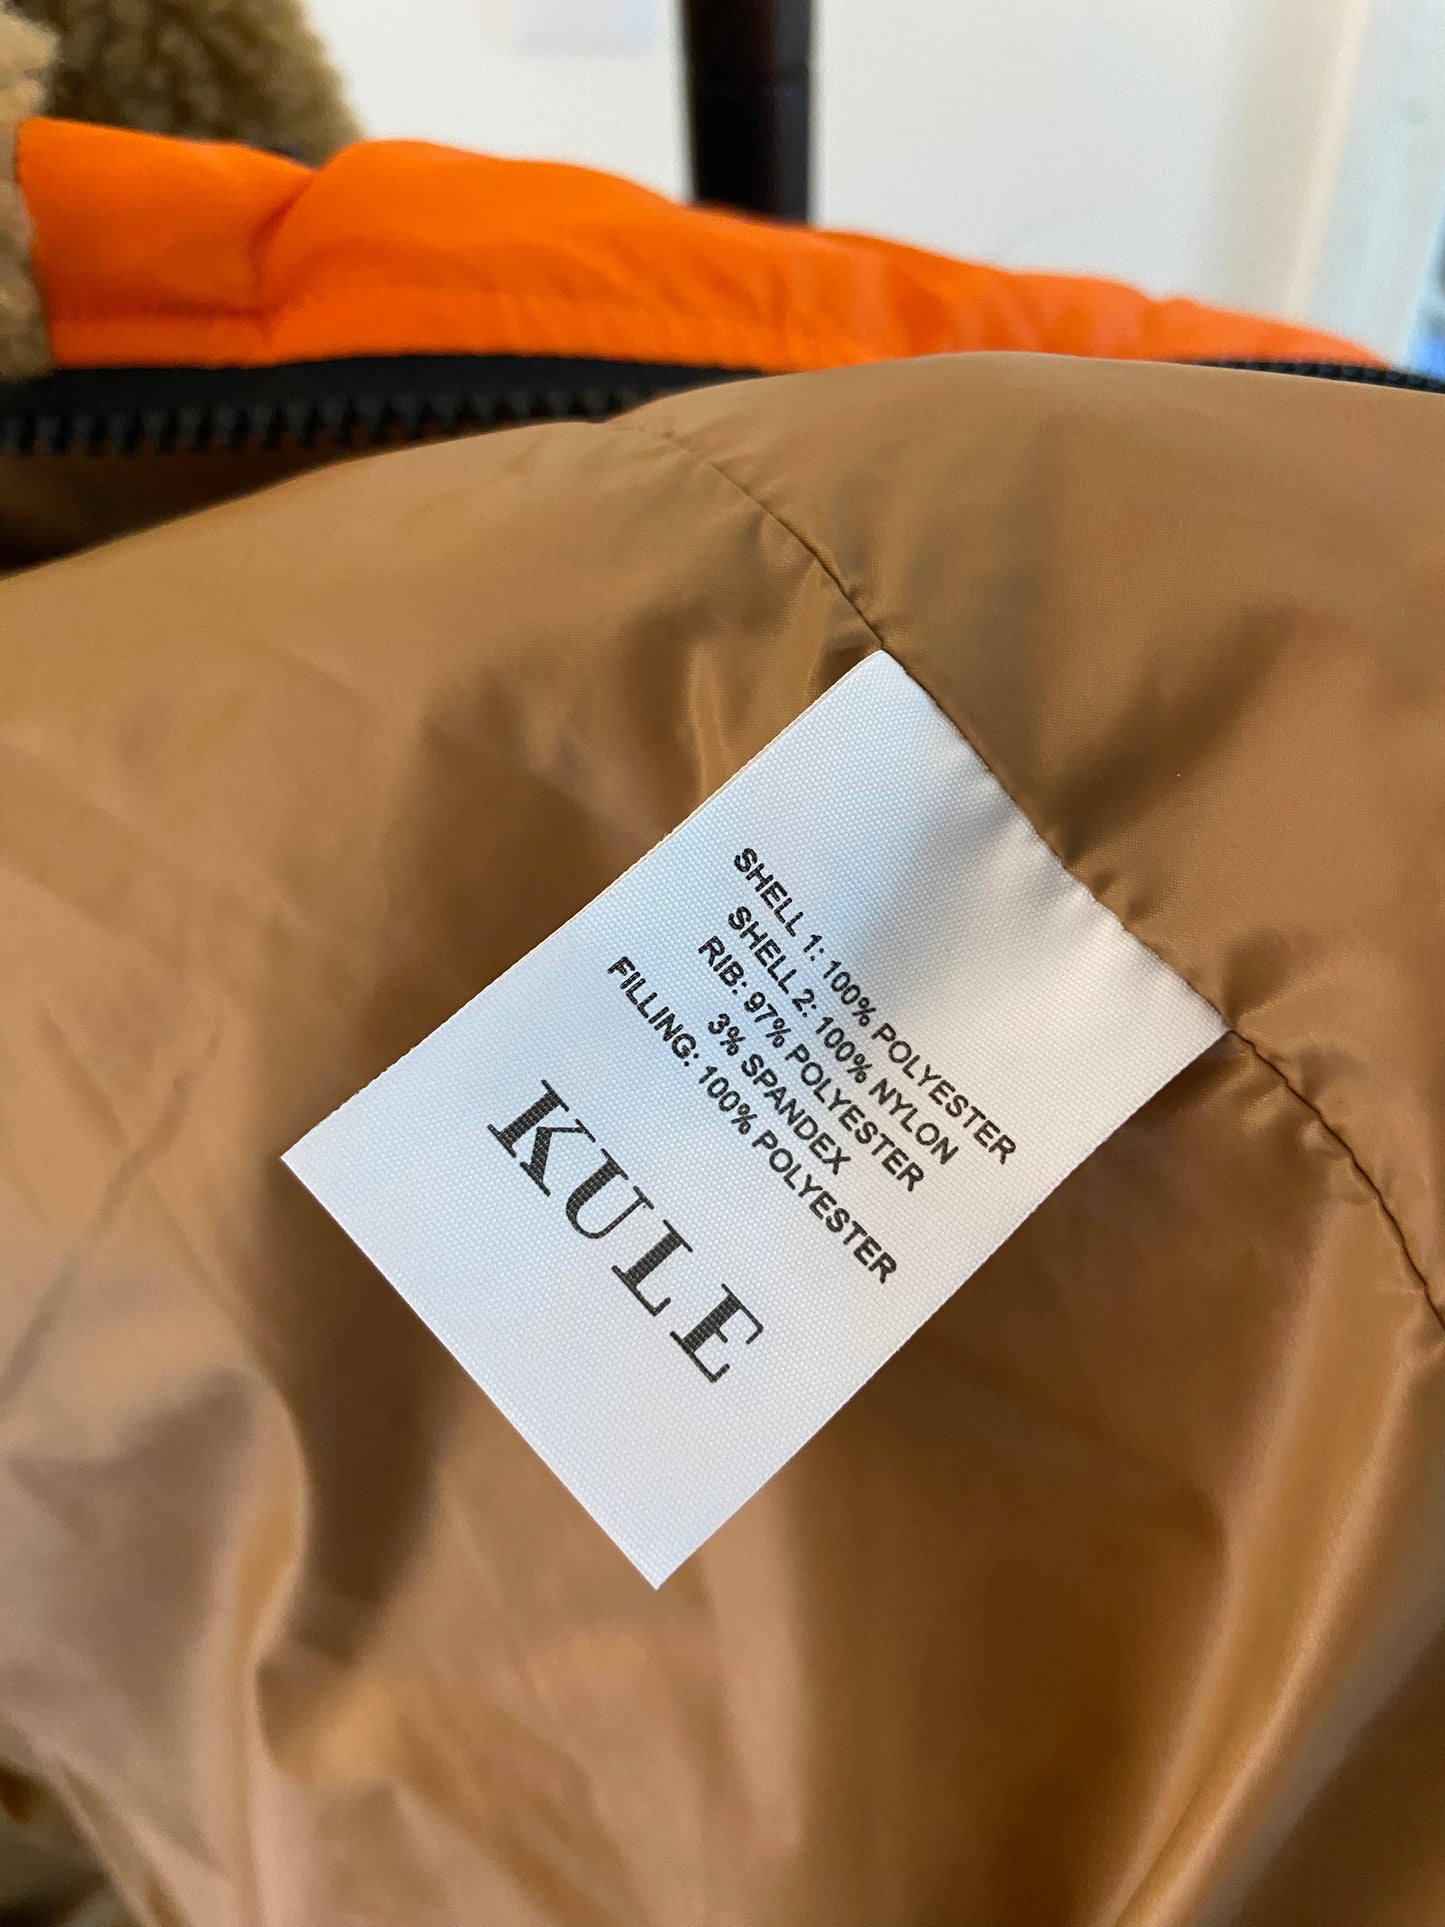 SHELL 1: 100% POLYESTER
SHELL 2: 100% NYLON
RIB: 97% POLYESTER
3% SPANDEX
FILLING: 100% POLYESTER
KULE